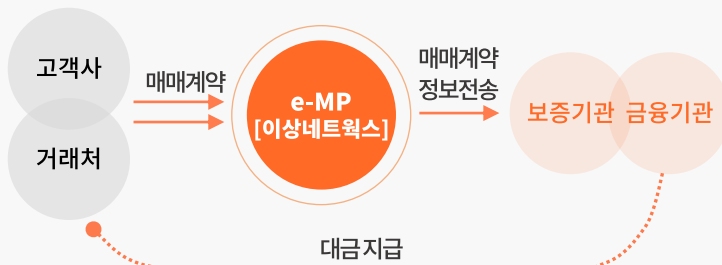 고객사
거래처
매매계약
e-MP
[이상네트웍스]
매매계약
정보전송
보증기관
금융기관
대금지급